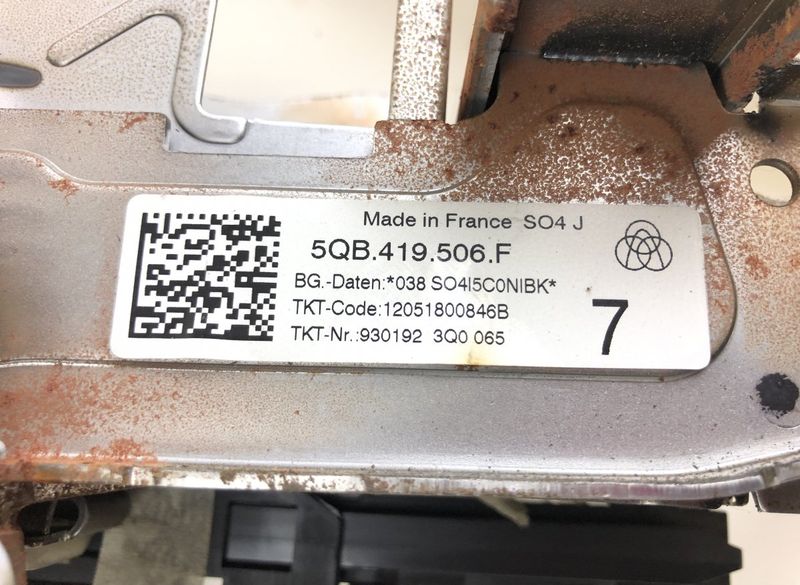 Made in France SO4 J
5QB.419.506.F
BG.-Daten:*038 SO4I5C0NIBK*
TKT-Code:12051800846B
TKT-Nr.:930192 3Q0 065
7